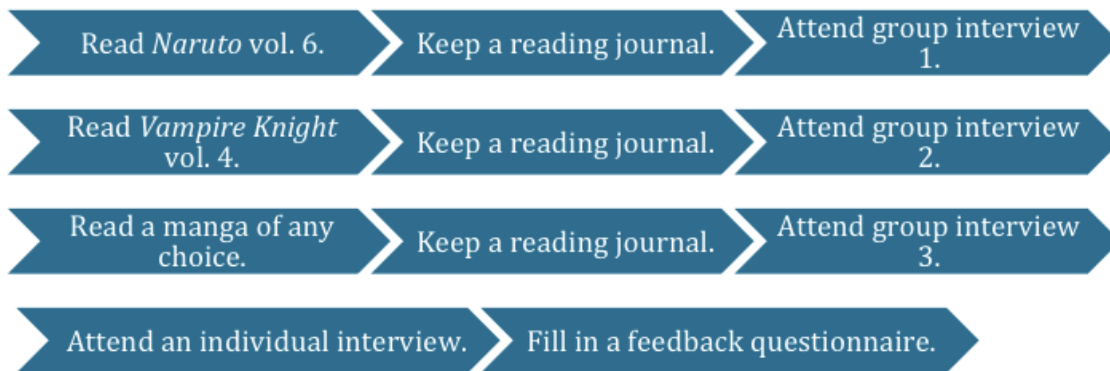 Read Naruto vol. 6.
Keep a reading journal.
Attend group interview
1.
Read Vampire Knight
vol. 4.
Keep a reading journal.
Attend group interview
2.
Read a manga of any
choice.
Keep a reading journal.
Attend group interview
3.
Attend an individual interview.
Fill in a feedback questionnaire.